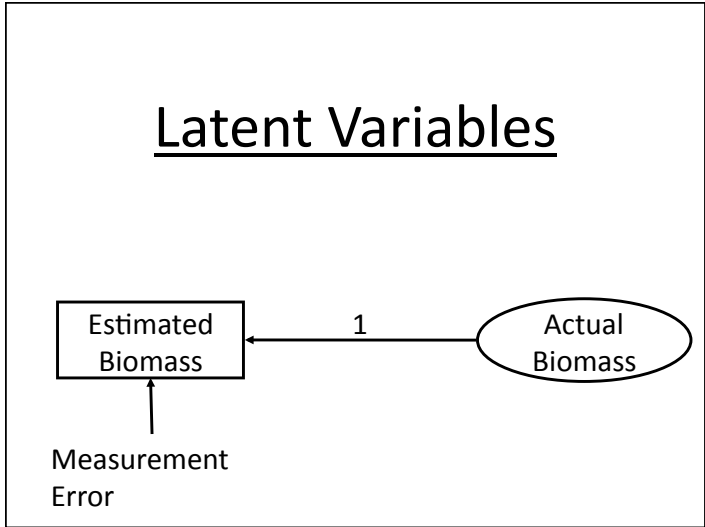 Latent Variables
Estimated
Biomass
1
Actual
Biomass
Measurement
Error